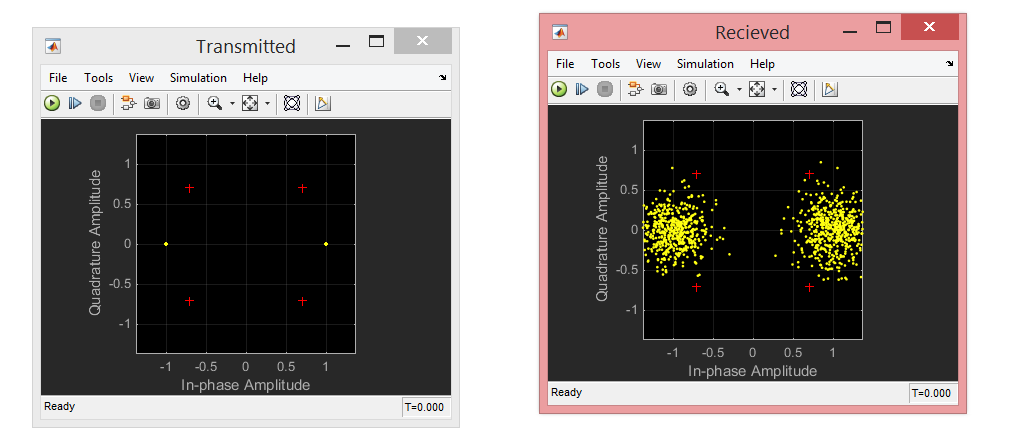 Transmitted
File Tools View Simulation Help
1
0.5
0
-0.5
-1
Quadrature Amplitude
-1 -0.5 0 0.5 1
In-phase Amplitude
Ready T=0.000
Recieved
File Tools View Simulation Help
1
0.5
0
-0.5
-1
Quadrature Amplitude
-1 -0.5 0 0.5 1
In-phase Amplitude
Ready T=0.000